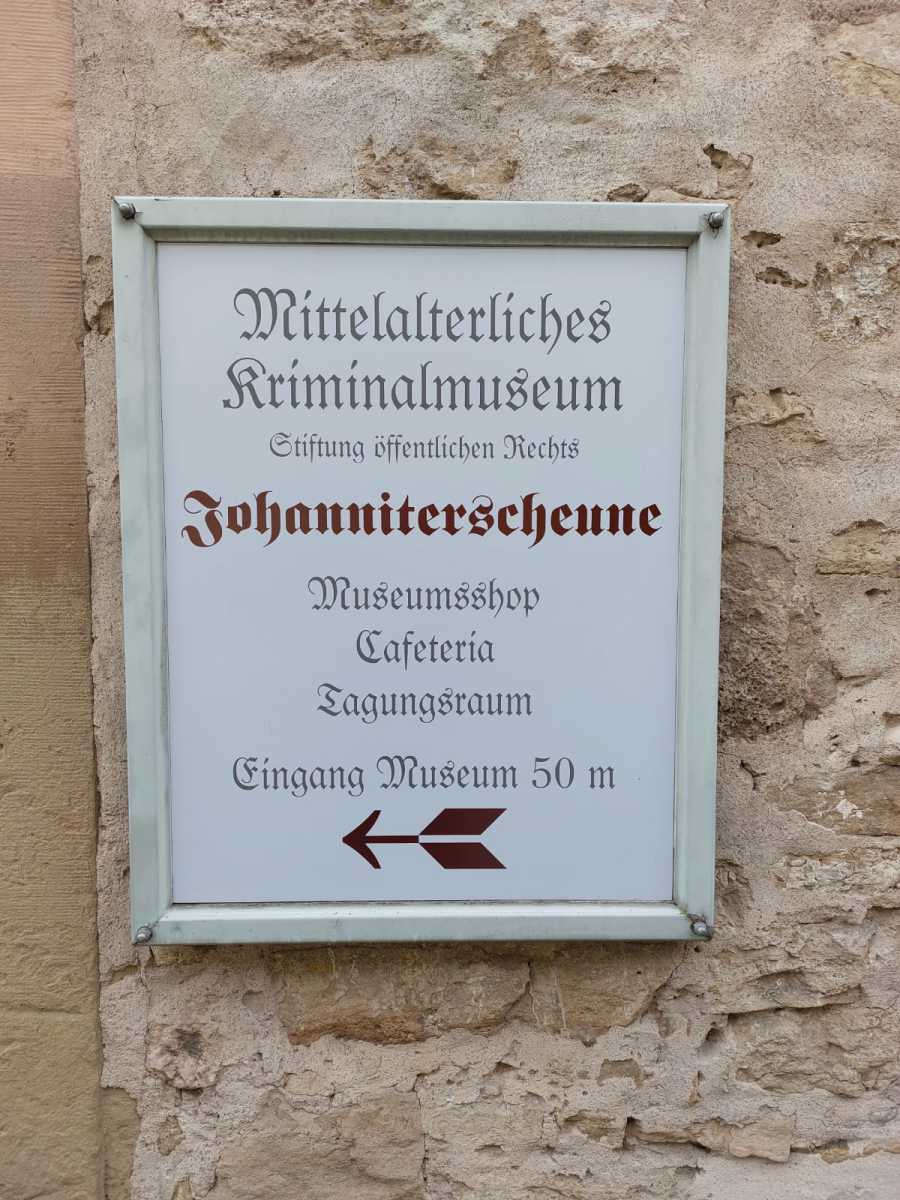 Mittelalterliches
Kriminalmuseum
Stiftung öffentlichen Rechts
Johanniterscheune
Museumsshop
Cafeteria
Tagungsraum
Eingang Museum 50 m